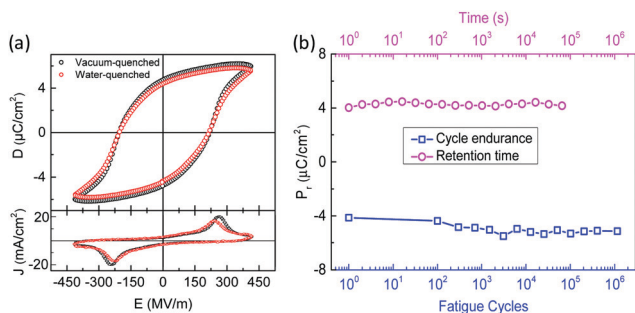 (a)
Vacuum-quenched
Water-quenched
D (μC/cm²)
6
0
-6
J (mA/cm²)
20
0
-20
-450 -300 -150 0 150 300 450
E (MV/m)
(b)
Time (s)
10⁰ 10¹ 10² 10³ 10⁴ 10⁵ 10⁶
Pᵣ (μC/cm²)
8
4
0
-4
-8
Cycle endurance
Retention time
10⁰ 10¹ 10² 10³ 10⁴ 10⁵ 10⁶
Fatigue Cycles